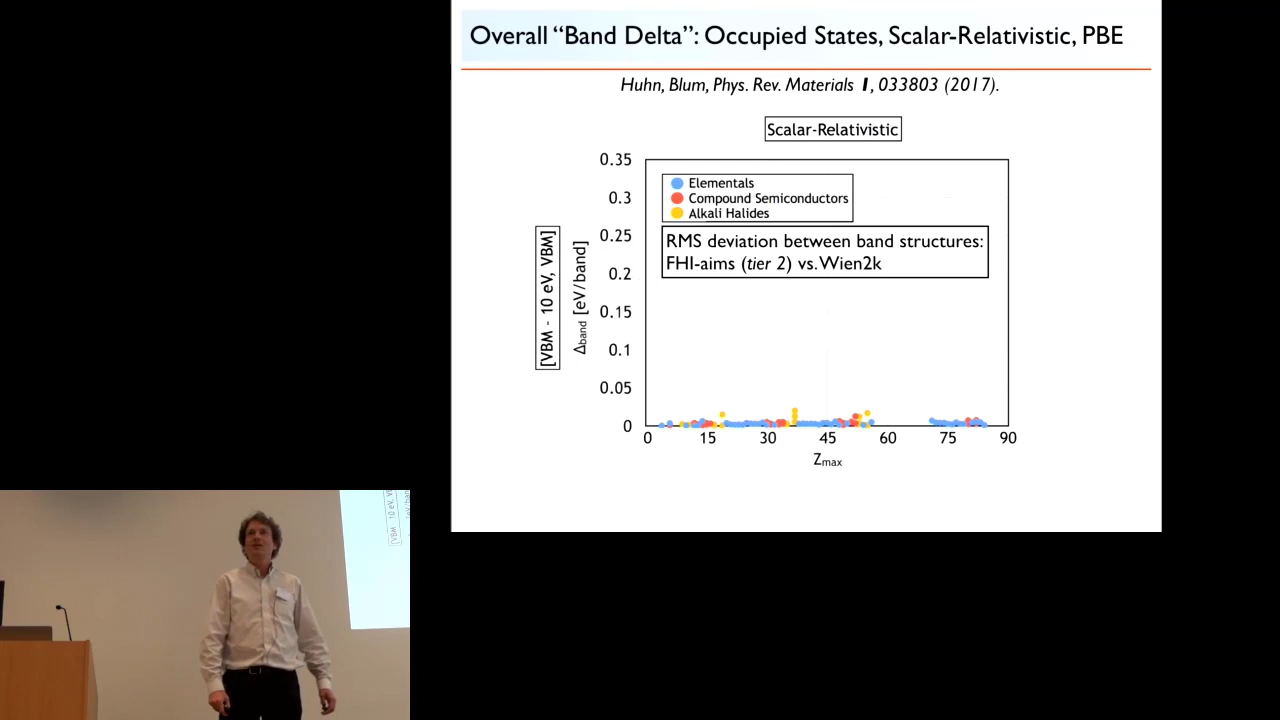 Overall “Band Delta”: Occupied States, Scalar-Relativistic, PBE
Huhn, Blum, Phys. Rev. Materials 1, 033803 (2017).
Scalar-Relativistic
0.35
0.3
0.25
0.2
0.15
0.1
0.05
0
Elementals
Compound Semiconductors
Alkali Halides
RMS deviation between band structures:
FHI-aims (tier 2) vs. Wien2k
[VBM - 10 eV, VBM]
Δband [eV/band]
0 15 30 45 60 75 90
Zmax
[VBM 10 eV, V